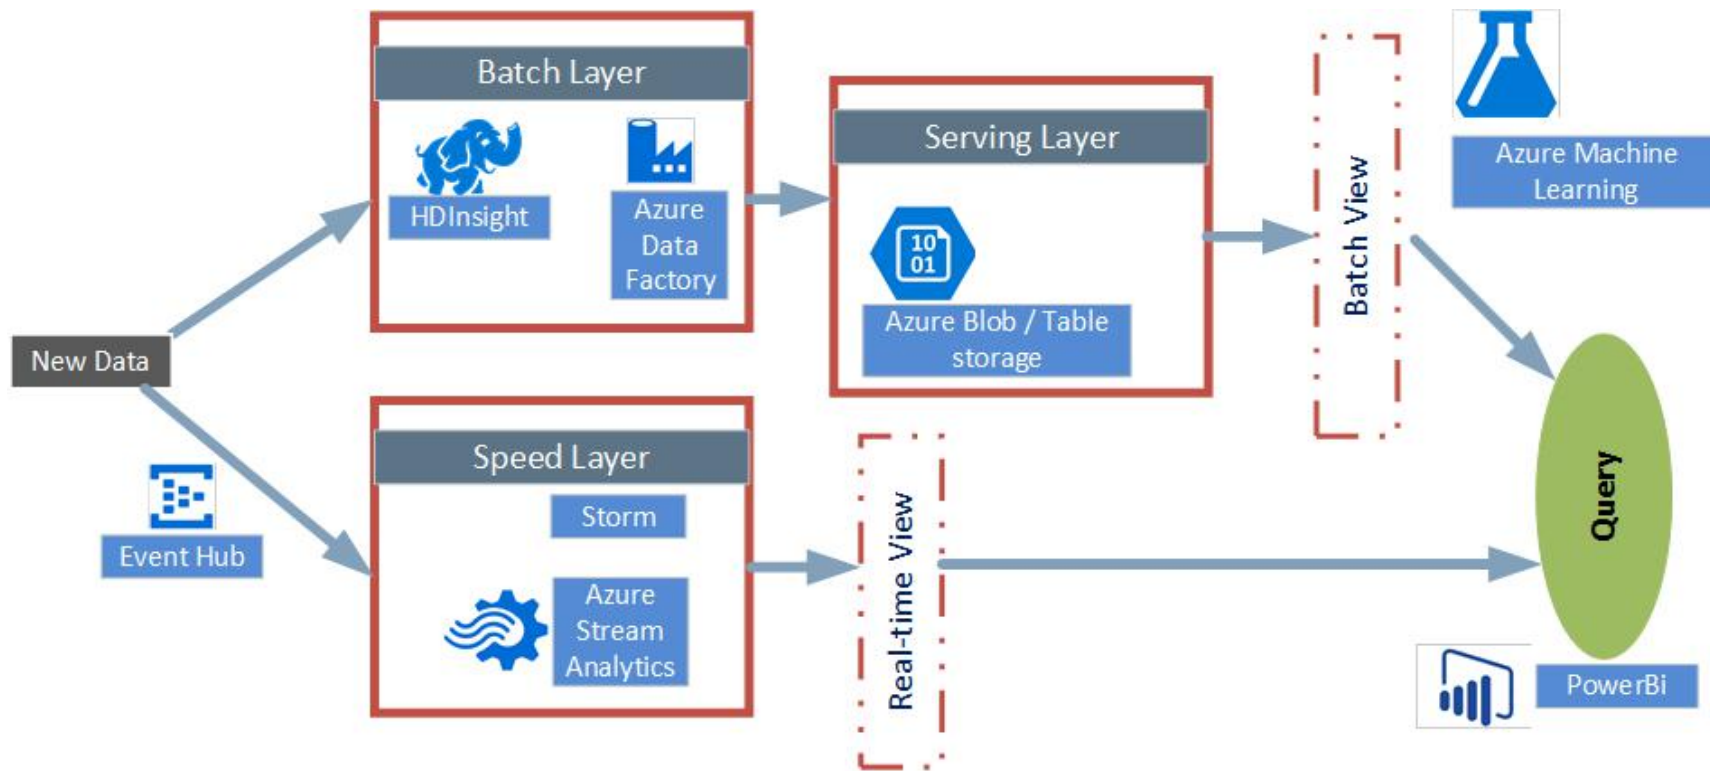 Batch Layer
HDInsight
Azure
Data
Factory
Serving Layer
10
01
Azure Blob / Table
storage
Batch View
Azure Machine
Learning
New Data
Event Hub
Speed Layer
Storm
Azure
Stream
Analytics
Real-time View
Query
PowerBi